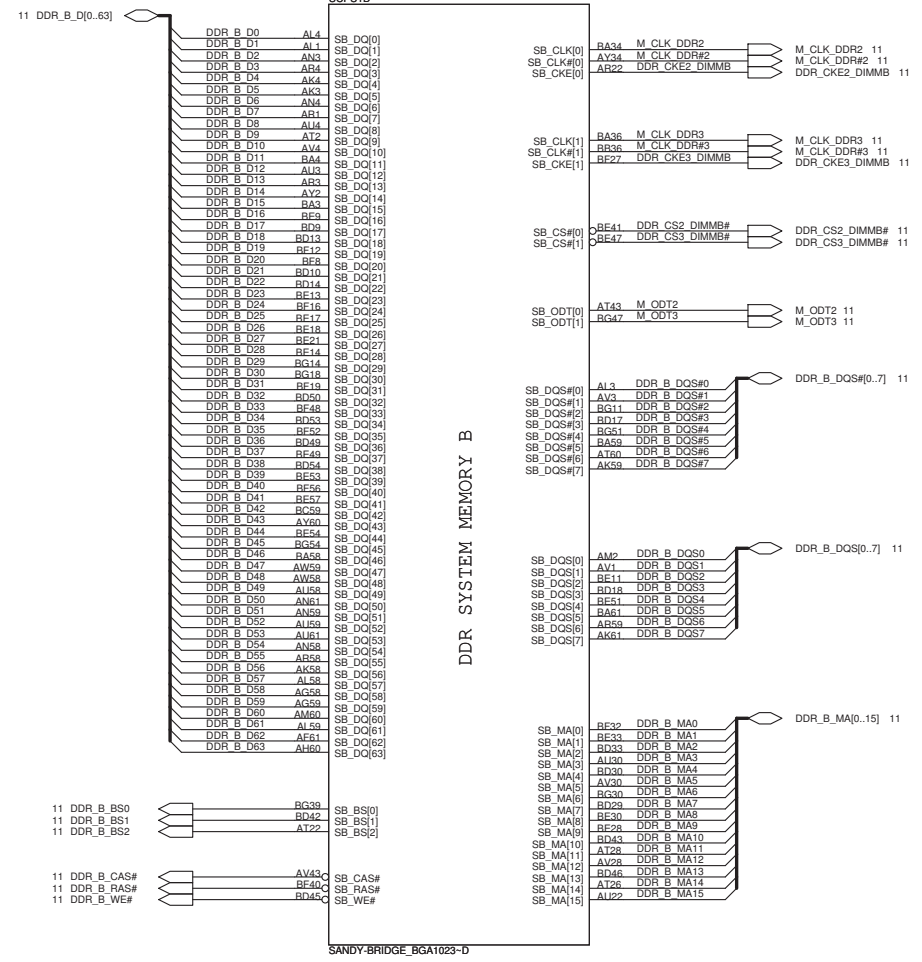 11 DDR_B_D[0..63]
DDR_B_D0 AL4 SB_DQ[0]
DDR_B_D1 AL1 SB_DQ[1]
DDR_B_D2 AN3 SB_DQ[2]
DDR_B_D3 AR4 SB_DQ[3]
DDR_B_D4 AK4 SB_DQ[4]
DDR_B_D5 AK3 SB_DQ[5]
DDR_B_D6 AN4 SB_DQ[6]
DDR_B_D7 AR1 SB_DQ[7]
DDR_B_D8 AU4 SB_DQ[8]
DDR_B_D9 AT2 SB_DQ[9]
DDR_B_D10 AV4 SB_DQ[10]
DDR_B_D11 BA4 SB_DQ[11]
DDR_B_D12 AU3 SB_DQ[12]
DDR_B_D13 AR3 SB_DQ[13]
DDR_B_D14 AY2 SB_DQ[14]
DDR_B_D15 BA3 SB_DQ[15]
DDR_B_D16 BE9 SB_DQ[16]
DDR_B_D17 BD9 SB_DQ[17]
DDR_B_D18 BD13 SB_DQ[18]
DDR_B_D19 BF12 SB_DQ[19]
DDR_B_D20 BF8 SB_DQ[20]
DDR_B_D21 BD10 SB_DQ[21]
DDR_B_D22 BD14 SB_DQ[22]
DDR_B_D23 BE13 SB_DQ[23]
DDR_B_D24 BF16 SB_DQ[24]
DDR_B_D25 BE17 SB_DQ[25]
DDR_B_D26 BE18 SB_DQ[26]
DDR_B_D27 BE21 SB_DQ[27]
DDR_B_D28 BE14 SB_DQ[28]
DDR_B_D29 BG14 SB_DQ[29]
DDR_B_D30 BG18 SB_DQ[30]
DDR_B_D31 BF19 SB_DQ[31]
DDR_B_D32 BD50 SB_DQ[32]
DDR_B_D33 BF48 SB_DQ[33]
DDR_B_D34 BD53 SB_DQ[34]
DDR_B_D35 BF52 SB_DQ[35]
DDR_B_D36 BD49 SB_DQ[36]
DDR_B_D37 BE49 SB_DQ[37]
DDR_B_D38 BD54 SB_DQ[38]
DDR_B_D39 BE53 SB_DQ[39]
DDR_B_D40 BF56 SB_DQ[40]
DDR_B_D41 BE57 SB_DQ[41]
DDR_B_D42 BC59 SB_DQ[42]
DDR_B_D43 AY60 SB_DQ[43]
DDR_B_D44 BE54 SB_DQ[44]
DDR_B_D45 BG54 SB_DQ[45]
DDR_B_D46 BA58 SB_DQ[46]
DDR_B_D47 AW59 SB_DQ[47]
DDR_B_D48 AW58 SB_DQ[48]
DDR_B_D49 AU58 SB_DQ[49]
DDR_B_D50 AN61 SB_DQ[50]
DDR_B_D51 AN59 SB_DQ[51]
DDR_B_D52 AU59 SB_DQ[52]
DDR_B_D53 AU61 SB_DQ[53]
DDR_B_D54 AN58 SB_DQ[54]
DDR_B_D55 AR58 SB_DQ[55]
DDR_B_D56 AK58 SB_DQ[56]
DDR_B_D57 AL58 SB_DQ[57]
DDR_B_D58 AG58 SB_DQ[58]
DDR_B_D59 AG59 SB_DQ[59]
DDR_B_D60 AM60 SB_DQ[60]
DDR_B_D61 AL59 SB_DQ[61]
DDR_B_D62 AF61 SB_DQ[62]
DDR_B_D63 AH60 SB_DQ[63]
11 DDR_B_BS0 BG39 SB_BS[0]
11 DDR_B_BS1 BD42 SB_BS[1]
11 DDR_B_BS2 AT22 SB_BS[2]
11 DDR_B_CAS# AV43 SB_CAS#
11 DDR_B_RAS# BF40 SB_RAS#
11 DDR_B_WE# BD45 SB_WE#
DDR SYSTEM MEMORY B
SB_CLK[0] BA34 M_CLK_DDR2 M_CLK_DDR2 11
SB_CLK#[0] AY34 M_CLK_DDR#2 M_CLK_DDR#2 11
SB_CKE[0] AR22 DDR_CKE2_DIMMB DDR_CKE2_DIMMB 11
SB_CLK[1] BA36 M_CLK_DDR3 M_CLK_DDR3 11
SB_CLK#[1] BB36 M_CLK_DDR#3 M_CLK_DDR#3 11
SB_CKE[1] BF27 DDR_CKE3_DIMMB DDR_CKE3_DIMMB 11
SB_CS#[0] BE41 DDR_CS2_DIMMB# DDR_CS2_DIMMB# 11
SB_CS#[1] BE47 DDR_CS3_DIMMB# DDR_CS3_DIMMB# 11
SB_ODT[0] AT43 M_ODT2 M_ODT2 11
SB_ODT[1] BG47 M_ODT3 M_ODT3 11
DDR_B_DQS#[0..7] 11
SB_DQS#[0] AL3 DDR_B_DQS#0
SB_DQS#[1] AV3 DDR_B_DQS#1
SB_DQS#[2] BG11 DDR_B_DQS#2
SB_DQS#[3] BD17 DDR_B_DQS#3
SB_DQS#[4] BG51 DDR_B_DQS#4
SB_DQS#[5] BA59 DDR_B_DQS#5
SB_DQS#[6] AT60 DDR_B_DQS#6
SB_DQS#[7] AK59 DDR_B_DQS#7
DDR_B_DQS[0..7] 11
SB_DQS[0] AM2 DDR_B_DQS0
SB_DQS[1] AV1 DDR_B_DQS1
SB_DQS[2] BE11 DDR_B_DQS2
SB_DQS[3] BD18 DDR_B_DQS3
SB_DQS[4] BE51 DDR_B_DQS4
SB_DQS[5] BA61 DDR_B_DQS5
SB_DQS[6] AR59 DDR_B_DQS6
SB_DQS[7] AK61 DDR_B_DQS7
DDR_B_MA[0..15] 11
SB_MA[0] BF32 DDR_B_MA0
SB_MA[1] BE33 DDR_B_MA1
SB_MA[2] BD33 DDR_B_MA2
SB_MA[3] AU30 DDR_B_MA3
SB_MA[4] BD30 DDR_B_MA4
SB_MA[5] AV30 DDR_B_MA5
SB_MA[6] BG30 DDR_B_MA6
SB_MA[7] BD29 DDR_B_MA7
SB_MA[8] BE30 DDR_B_MA8
SB_MA[9] BE28 DDR_B_MA9
SB_MA[10] BD43 DDR_B_MA10
SB_MA[11] AT28 DDR_B_MA11
SB_MA[12] AV28 DDR_B_MA12
SB_MA[13] BD46 DDR_B_MA13
SB_MA[14] AT26 DDR_B_MA14
SB_MA[15] AU22 DDR_B_MA15
SANDY-BRIDGE_BGA1023~D